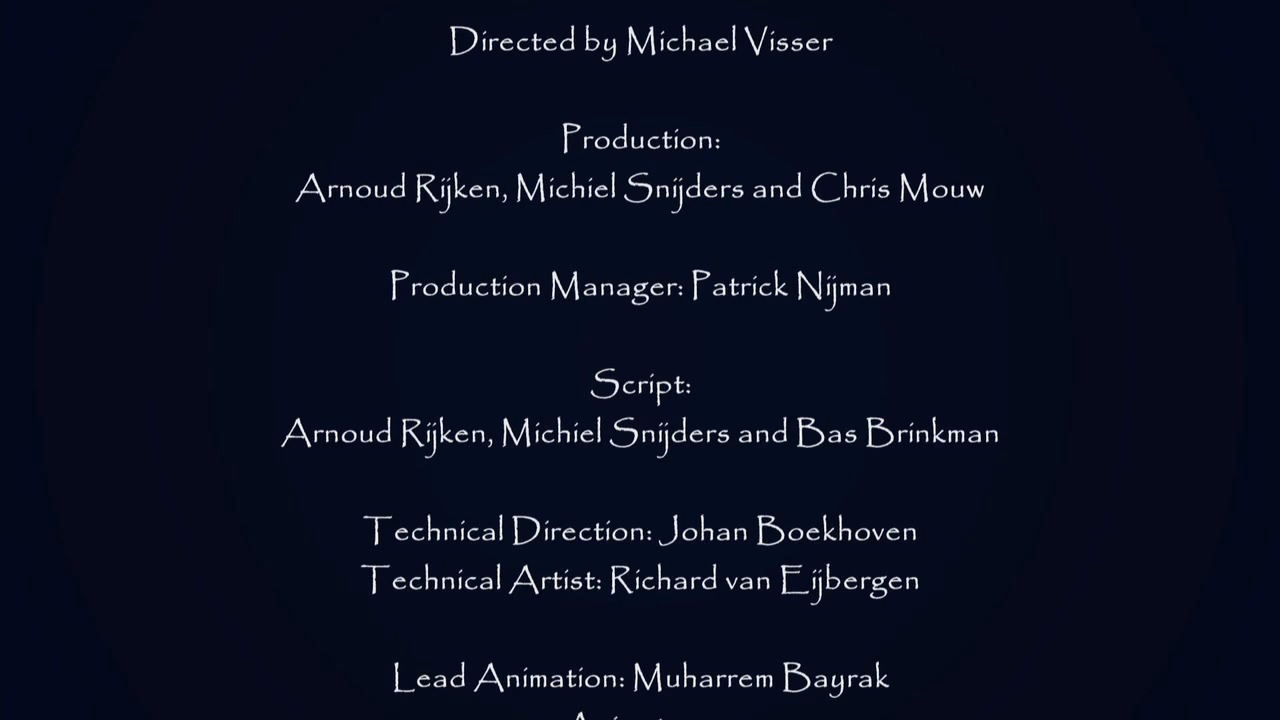 Directed by Michael Visser
Production:
Arnoud Rijken, Michiel Snijders and Chris Mouw
Production Manager: Patrick Nijman
Script:
Arnoud Rijken, Michiel Snijders and Bas Brinkman
Technical Direction: Johan Boekhoven
Technical Artist: Richard van Eijbergen
Lead Animation: Muharrem Bayrak